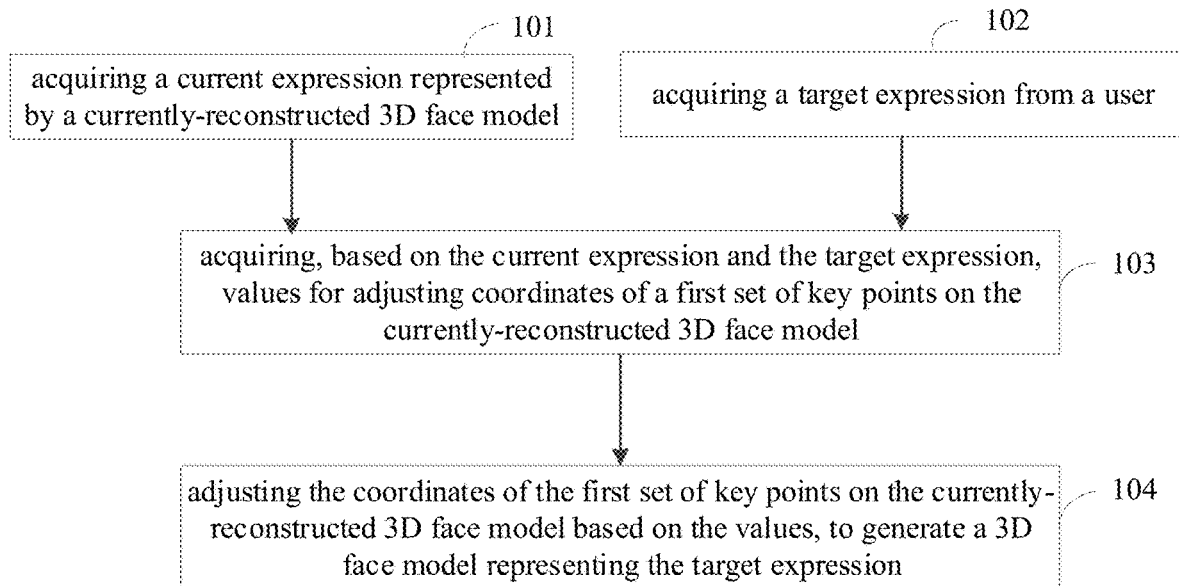 101
acquiring a current expression represented
by a currently-reconstructed 3D face model
102
acquiring a target expression from a user
acquiring, based on the current expression and the target expression,
values for adjusting coordinates of a first set of key points on the
currently-reconstructed 3D face model
103
adjusting the coordinates of the first set of key points on the currently-
reconstructed 3D face model based on the values, to generate a 3D
face model representing the target expression
104